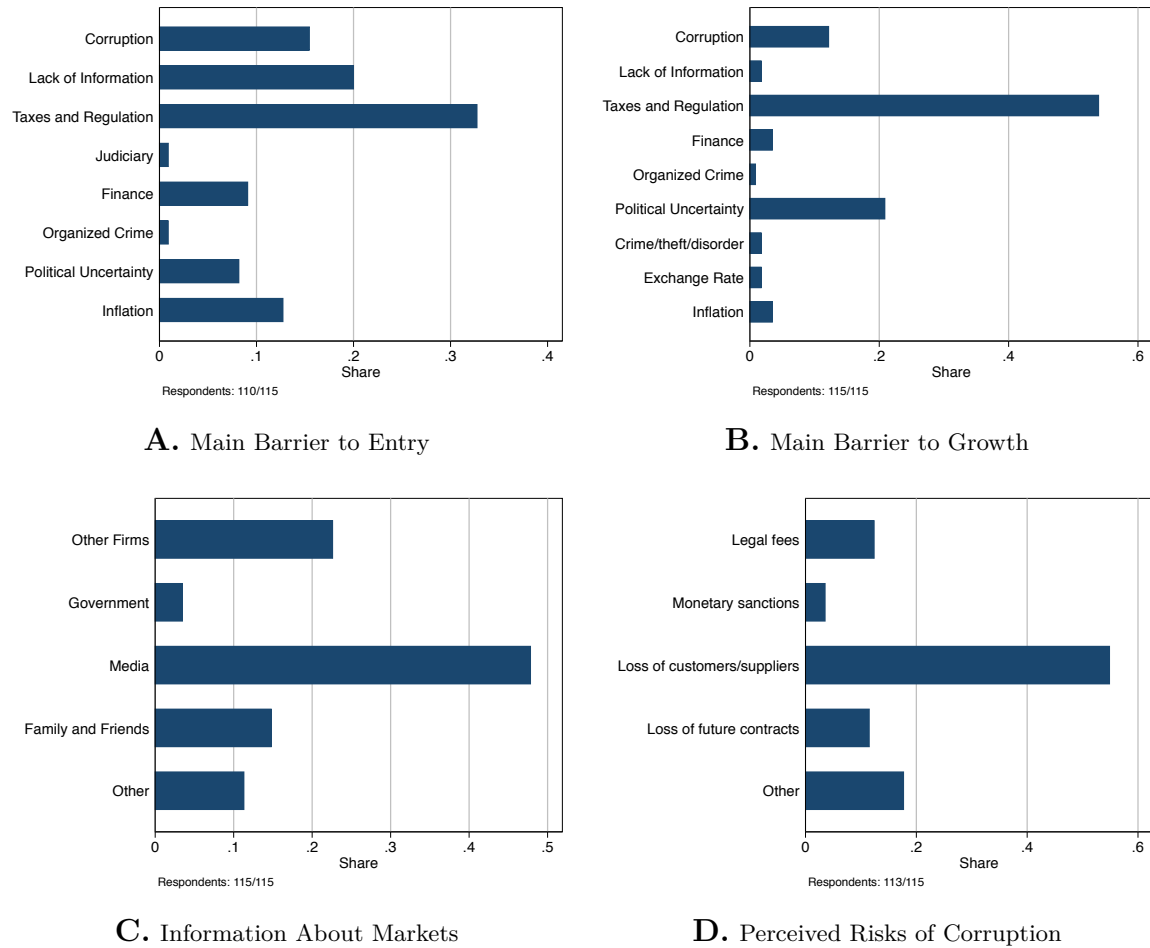 Corruption
Lack of Information
Taxes and Regulation
Judiciary
Finance
Organized Crime
Political Uncertainty
Inflation
0 .1 .2 .3 .4
Share
Respondents: 110/115
A. Main Barrier to Entry
Corruption
Lack of Information
Taxes and Regulation
Finance
Organized Crime
Political Uncertainty
Crime/theft/disorder
Exchange Rate
Inflation
0 .2 .4 .6
Share
Respondents: 115/115
B. Main Barrier to Growth
Other Firms
Government
Media
Family and Friends
Other
0 .1 .2 .3 .4 .5
Share
Respondents: 115/115
C. Information About Markets
Legal fees
Monetary sanctions
Loss of customers/suppliers
Loss of future contracts
Other
0 .2 .4 .6
Share
Respondents: 113/115
D. Perceived Risks of Corruption